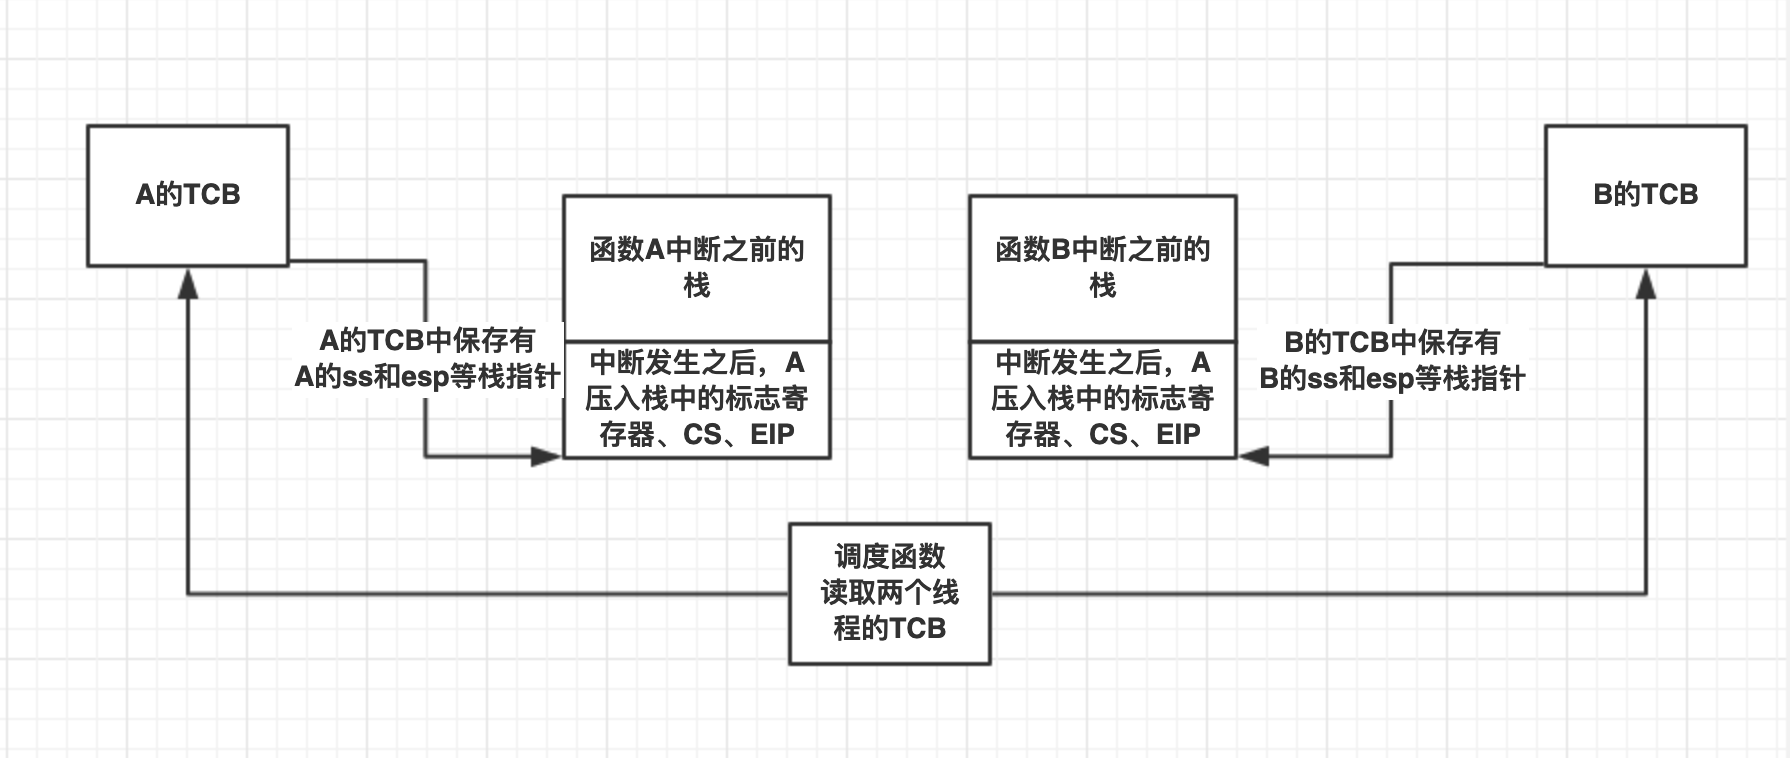 A的TCB
B的TCB
函数A中断之前的
栈
函数B中断之前的
栈
A的TCB中保存有
A的ss和esp等栈指针
中断发生之后，A
压入栈中的标志寄
存器、CS、EIP
中断发生之后，A
压入栈中的标志寄
存器、CS、EIP
B的TCB中保存有
B的ss和esp等栈指针
调度函数
读取两个线
程的TCB